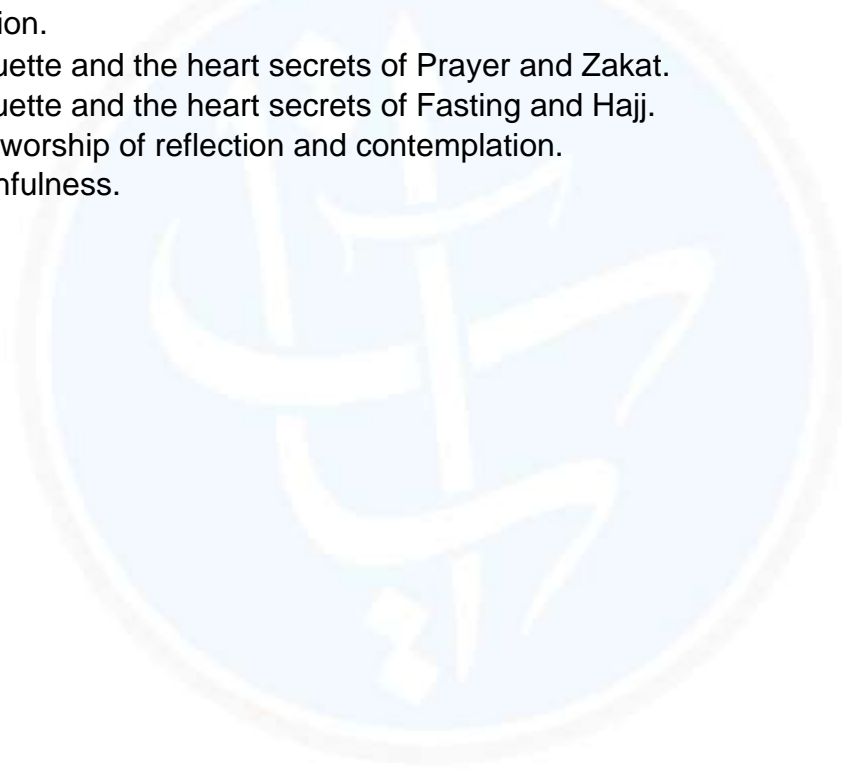 ion.
uette and the heart secrets of Prayer and Zakat.
uette and the heart secrets of Fasting and Hajj.
worship of reflection and contemplation.
nfulness.